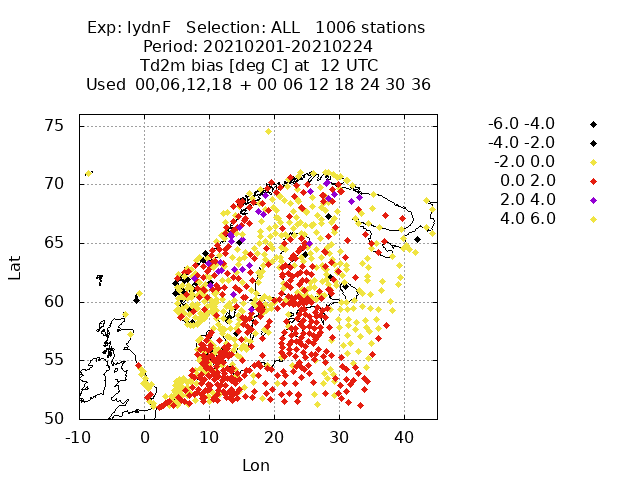 Exp: IydnF   Selection: ALL   1006 stations
Period: 20210201-20210224
Td2m bias [deg C] at  12 UTC
Used  00,06,12,18 + 00 06 12 18 24 30 36
-6.0 -4.0
-4.0 -2.0
-2.0 0.0
0.0 2.0
2.0 4.0
4.0 6.0
75
70
65
60
55
50
Lat
-10 0 10 20 30 40
Lon